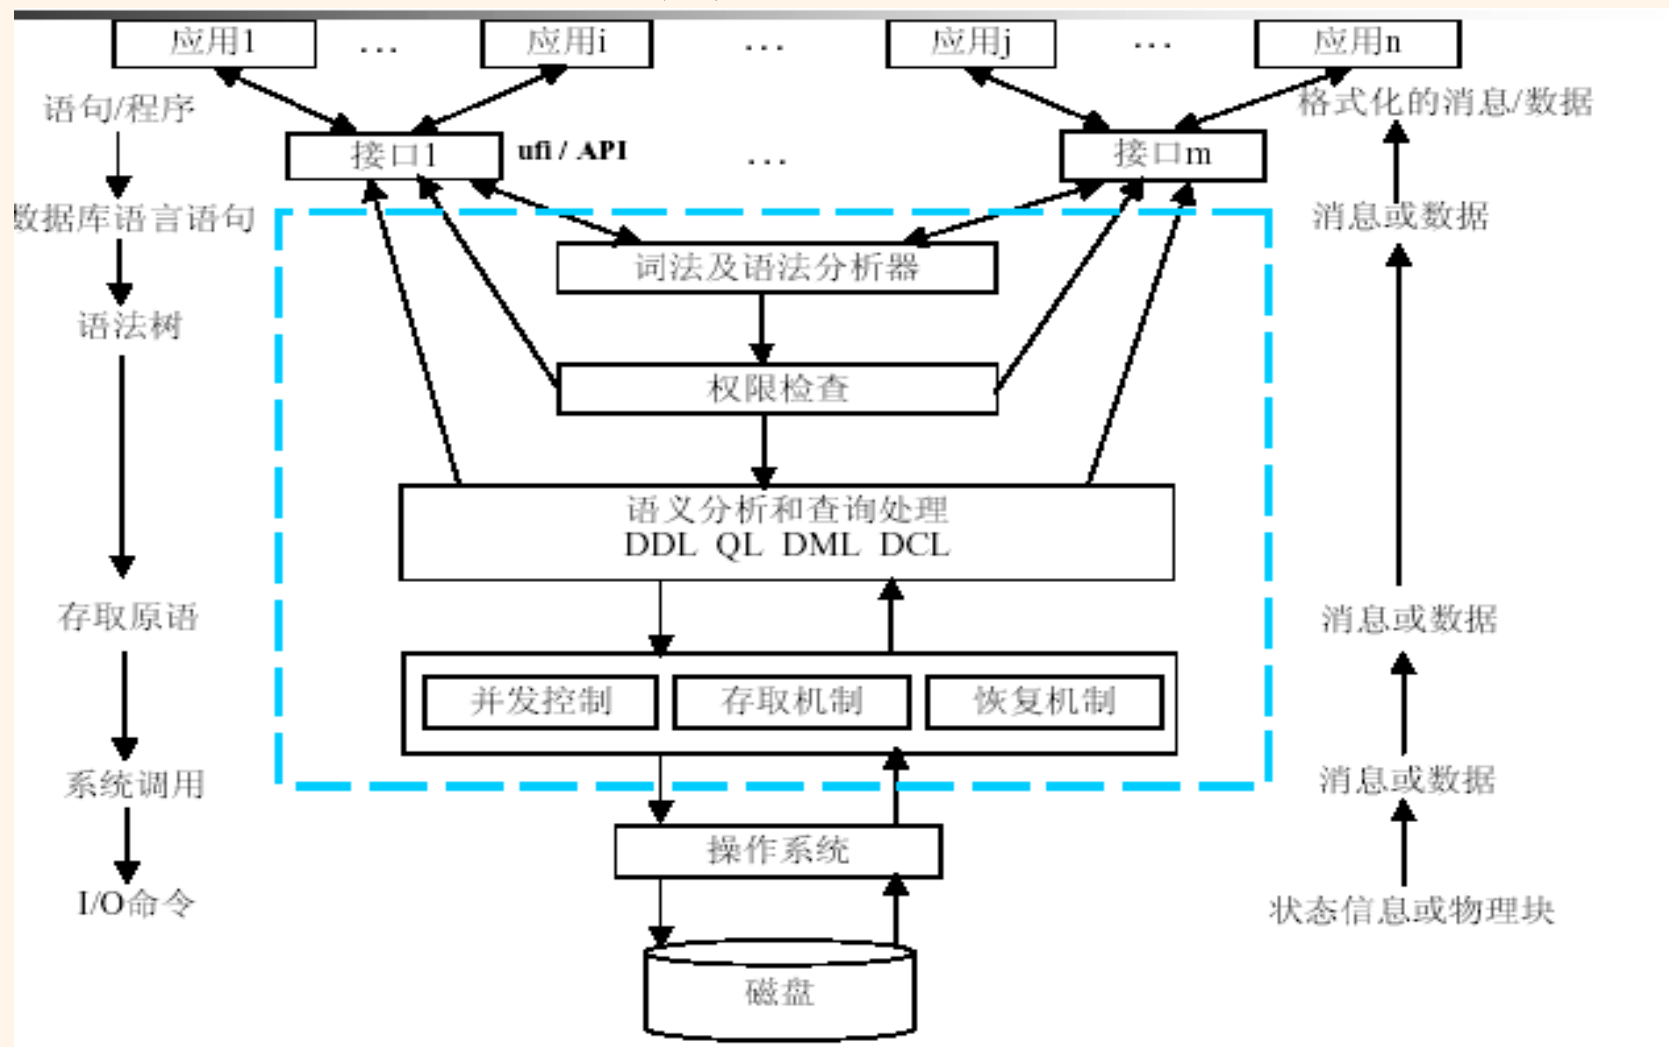 应用1 … 应用i … 应用j … 应用n
语句/程序 格式化的消息/数据
接口1 ufi / API … 接口m
数据库语言语句 消息或数据
词法及语法分析器
语法树
权限检查
语义分析和查询处理
DDL QL DML DCL
存取原语 消息或数据
并发控制 存取机制 恢复机制
系统调用 消息或数据
操作系统
I/O命令 状态信息或物理块
磁盘